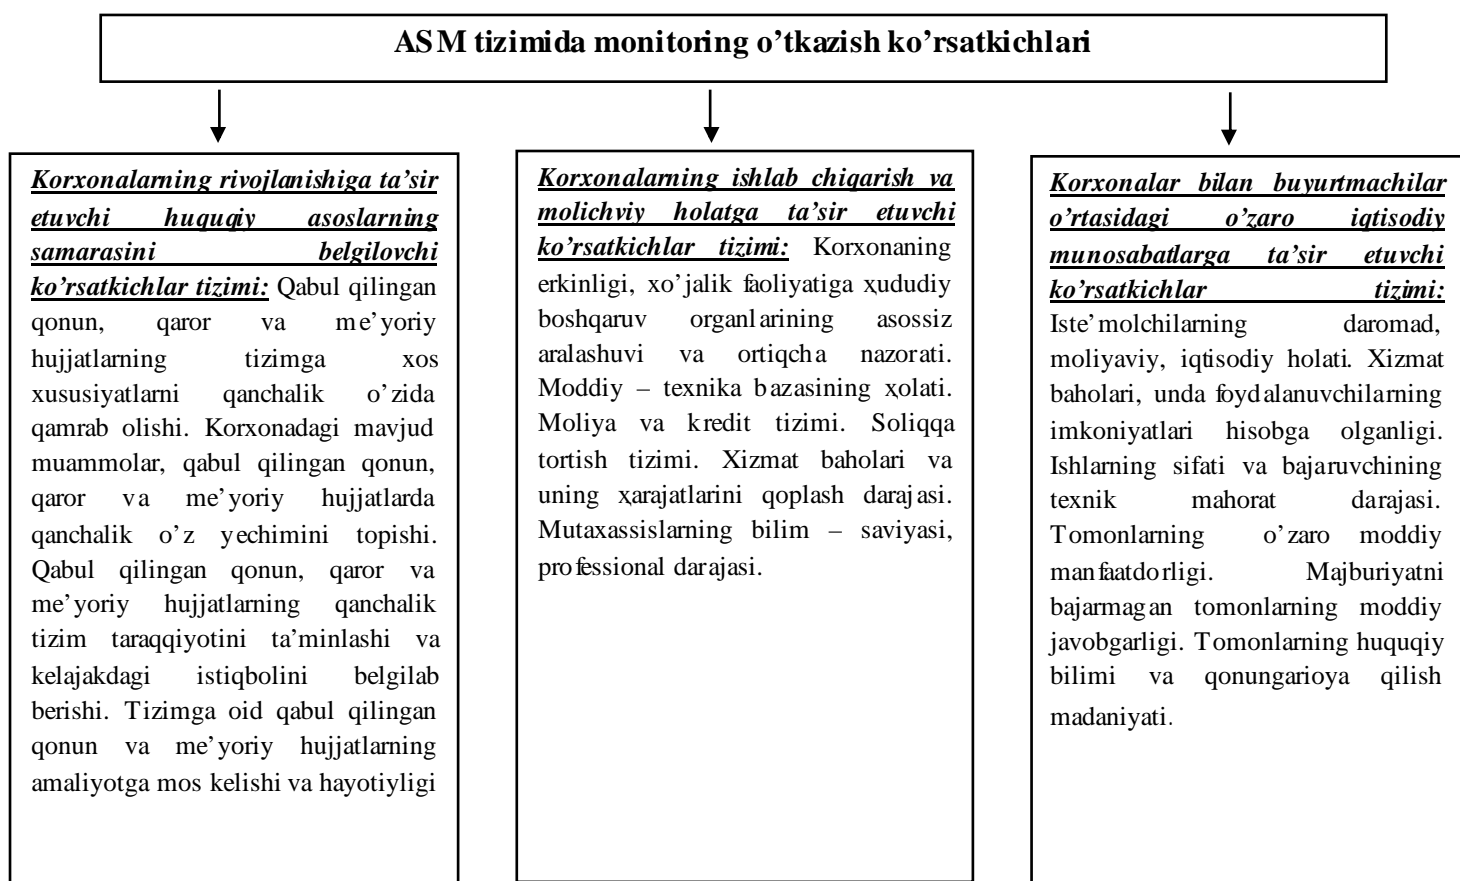 ASM tizimida monitoring o’tkazish ko’rsatkichlari
Korxonalarning rivojlanishiga ta’sir
etuvchi huquqiy asoslarning
samarasini belgilovchi
ko’rsatkichlar tizimi: Qabul qilingan
qonun, qaror va me’yoriy
hujjatlarning tizimga xos
xususiyatlarni qanchalik o’zida
qamrab olishi. Korxonadagi mavjud
muammolar, qabul qilingan qonun,
qaror va me’yoriy hujjatlarda
qanchalik o’z yechimini topishi.
Qabul qilingan qonun, qaror va
me’yoriy hujjatlarning qanchalik
tizim taraqqiyotini ta’minlashi va
kelajakdagi istiqbolini belgilab
berishi. Tizimga oid qabul qilingan
qonun va me’yoriy hujjatlarning
amaliyotga mos kelishi va hayotiyligi
Korxonalarning ishlab chiqarish va
molichviy holatga ta’sir etuvchi
ko’rsatkichlar tizimi: Korxonaning
erkinligi, xo’jalik faoliyatiga ҳududiy
boshqaruv organlarining asossiz
aralashuvi va ortiqcha nazorati.
Moddiy – texnika bazasining ҳolati.
Moliya va kredit tizimi. Soliqqa
tortish tizimi. Xizmat baholari va
uning ҳarajatlarini qoplash darajasi.
Mutaxassislarning bilim – saviyasi,
professional darajasi.
Korxonalar bilan buyurtmachilar
o’rtasidagi o’zaro iqtisodiy
munosabatlarga ta’sir etuvchi
ko’rsatkichlar tizimi:
Iste’molchilarning daromad,
moliyaviy, iqtisodiy holati. Xizmat
baholari, unda foydalanuvchilarning
imkoniyatlari hisobga olganligi.
Ishlarning sifati va bajaruvchining
texnik mahorat darajasi.
Tomonlarning o’zaro moddiy
manfaatdorligi. Majburiyatni
bajarmagan tomonlarning moddiy
javobgarligi. Tomonlarning huquqiy
bilimi va qonungarioya qilish
madaniyati.